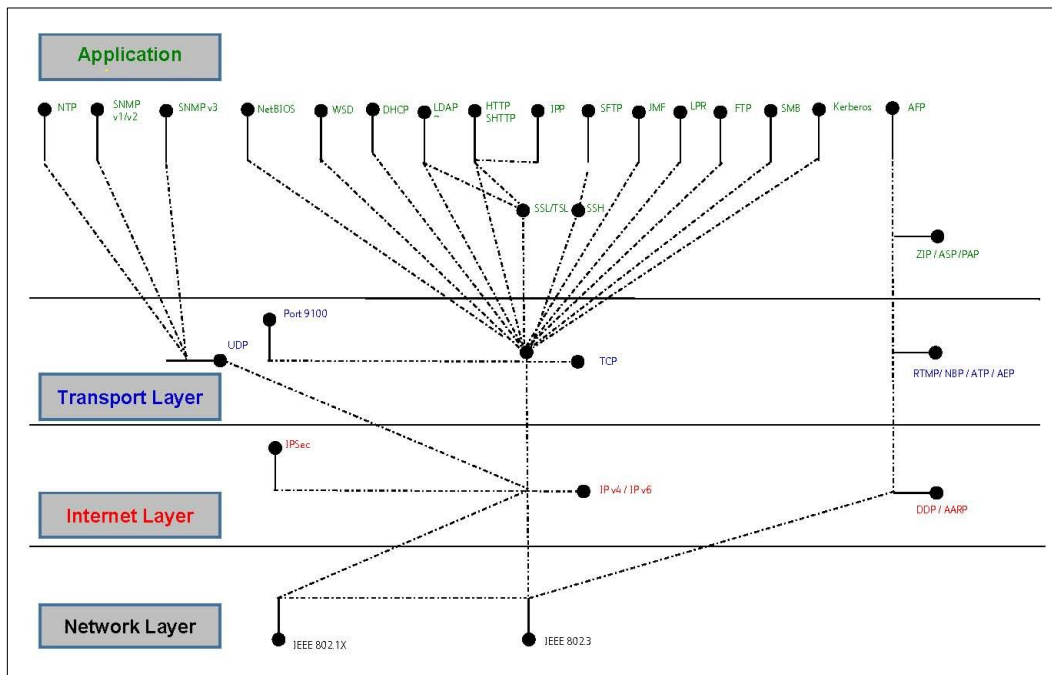 Application
NTP
SNMP
v1/v2
SNMP v3
NetBIOS
WSD
DHCP
LDAP
~
HTTP
SHTTP
IPP
SFTP
JMF
LPR
FTP
SMB
Kerberos
AFP
SSL/TSL
SSH
ZIP / ASP /PAP
Port 9100
UDP
TCP
RTMP/ NBP / ATP / AEP
Transport Layer
IPSec
IP v4 / IP v6
Internet Layer
DDP / AARP
Network Layer
IEEE 802.1X
IEEE 802.3